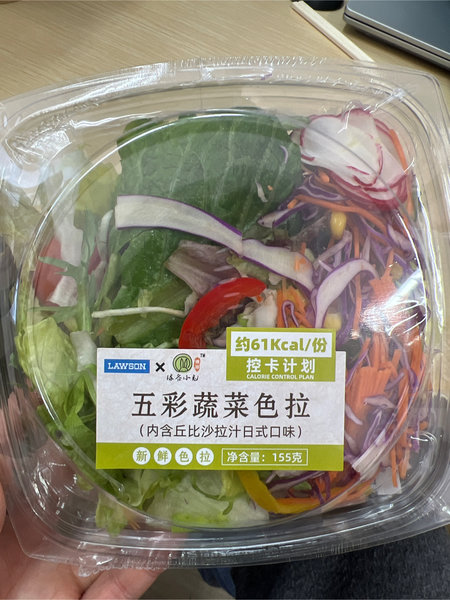 约61Kcal/份
控卡计划
CALORIE CONTROL PLAN
LAWSON ×
五彩蔬菜色拉
(内含丘比沙拉汁日式口味)
新鲜色拉 净含量: 155克